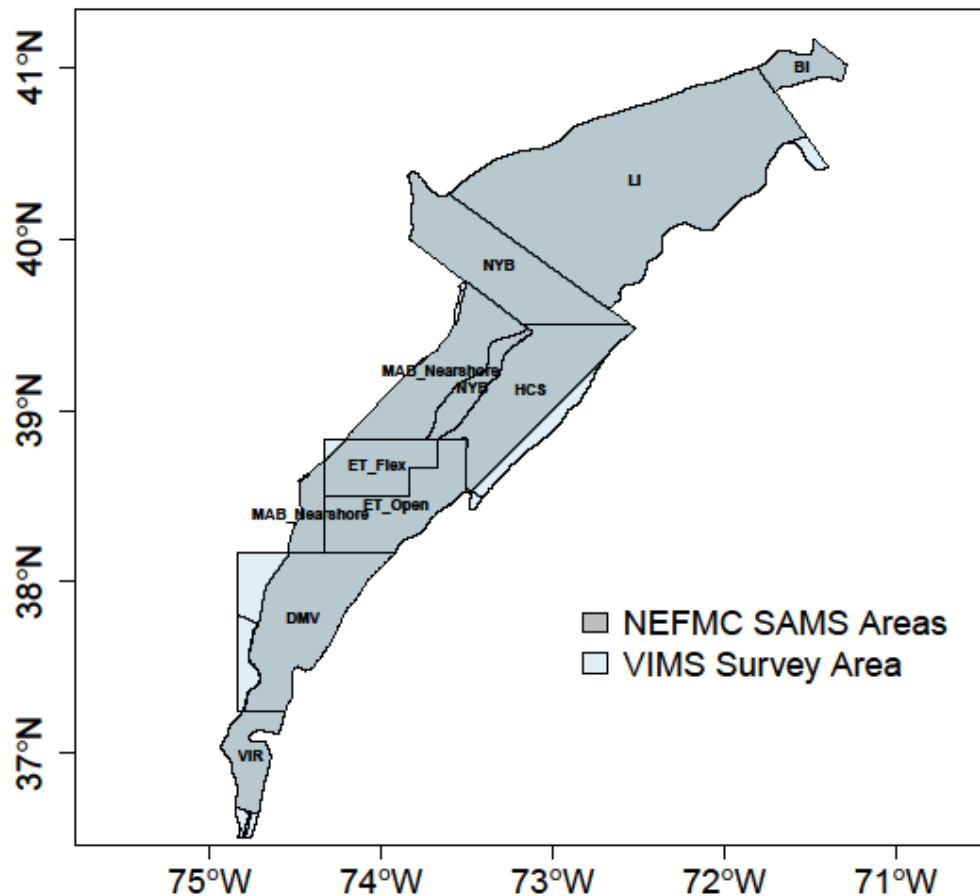 41°N
40°N
39°N
38°N
37°N
BI
LI
NYB
MAB_Nearshore
NYB
HCS
ET_Flex
ET_Open
MAB_Nearshore
DMV
VIR
NEFMC SAMS Areas
VIMS Survey Area
75°W 74°W 73°W 72°W 71°W